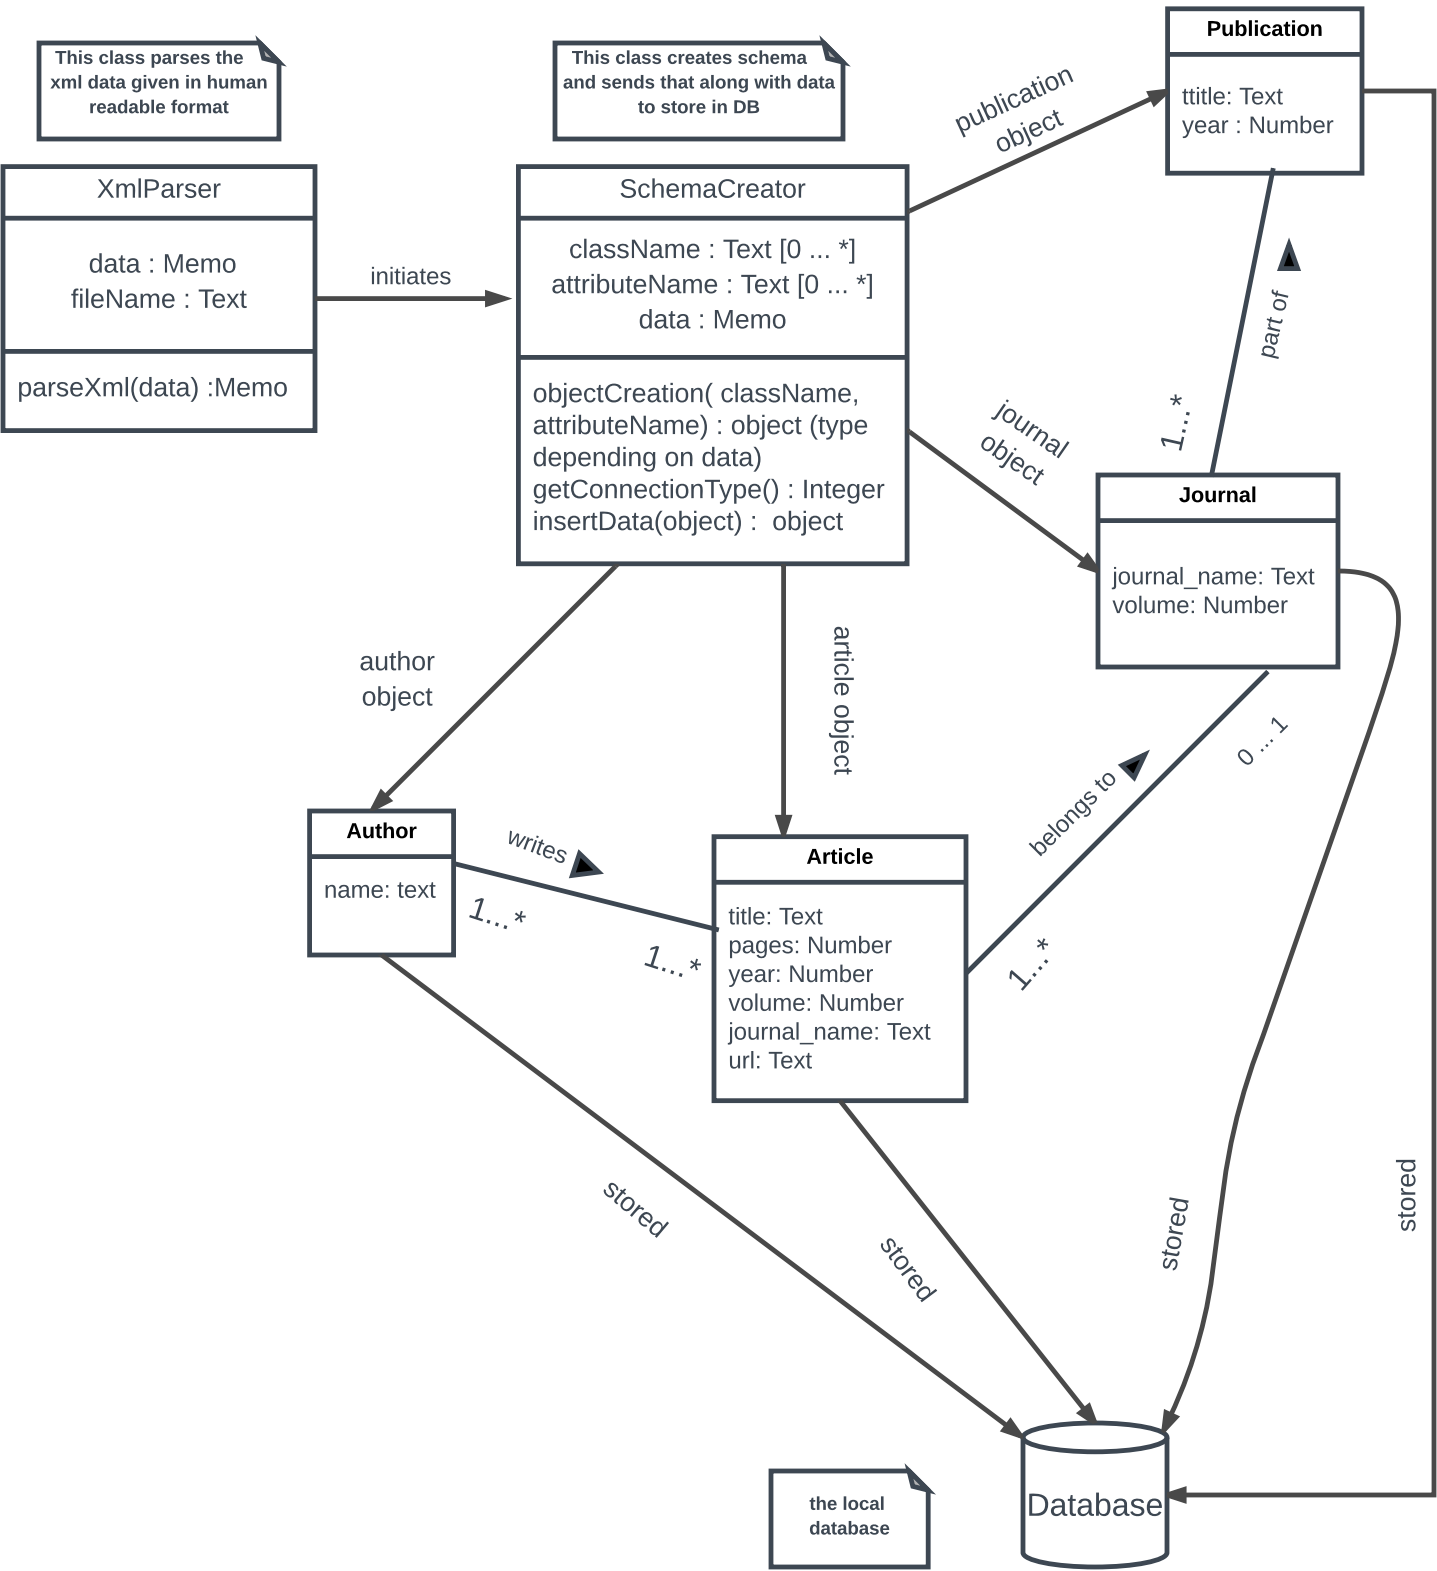 This class parses the
xml data given in human
readable format
This class creates schema
and sends that along with data
to store in DB
Publication
ttitle: Text
year : Number
publication
object
XmlParser
data : Memo
fileName : Text
parseXml(data) :Memo
initiates
SchemaCreator
className : Text [0 ... *]
attributeName : Text [0 ... *]
data : Memo
objectCreation( className,
attributeName) : object (type
depending on data)
getConnectionType() : Integer
insertData(object) :  object
part of
1...*
journal
object
Journal
journal_name: Text
volume: Number
author
object
article object
0 ... 1
belongs to
1...*
Author
name: text
writes
1...*
1...*
Article
title: Text
pages: Number
year: Number
volume: Number
journal_name: Text
url: Text
stored
stored
stored
stored
the local
database
Database